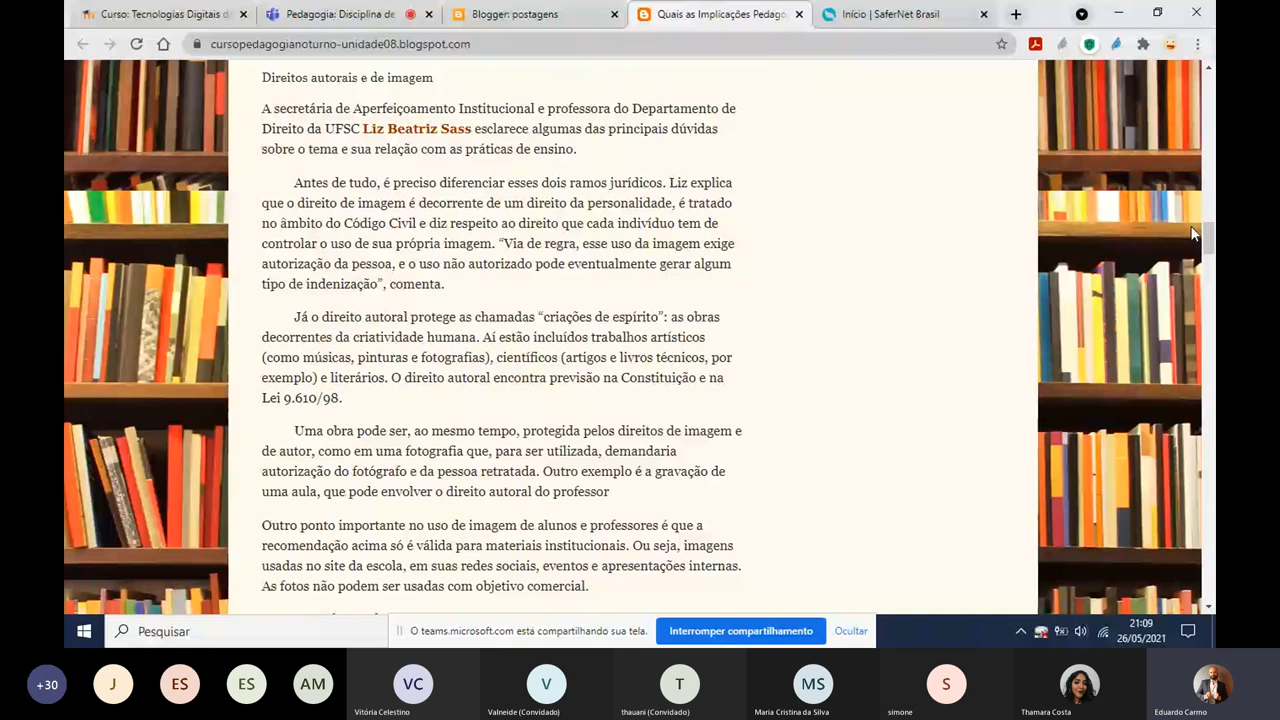 Curso: Tecnologias Digitais da
Pedagogia: Disciplina de
Blogger: postagens
Quais as Implicações Pedago
Início | SaferNet Brasil
cursopedagogianoturno-unidade08.blogspot.com
Direitos autorais e de imagem
A secretária de Aperfeiçoamento Institucional e professora do Departamento de
Direito da UFSC Liz Beatriz Sass esclarece algumas das principais dúvidas
sobre o tema e sua relação com as práticas de ensino.
Antes de tudo, é preciso diferenciar esses dois ramos jurídicos. Liz explica
que o direito de imagem é decorrente de um direito da personalidade, é tratado
no âmbito do Código Civil e diz respeito ao direito que cada indivíduo tem de
controlar o uso de sua própria imagem. “Via de regra, esse uso da imagem exige
autorização da pessoa, e o uso não autorizado pode eventualmente gerar algum
tipo de indenização”, comenta.
Já o direito autoral protege as chamadas “criações de espírito”: as obras
decorrentes da criatividade humana. Aí estão incluídos trabalhos artísticos
(como músicas, pinturas e fotografias), científicos (artigos e livros técnicos, por
exemplo) e literários. O direito autoral encontra previsão na Constituição e na
Lei 9.610/98.
Uma obra pode ser, ao mesmo tempo, protegida pelos direitos de imagem e
de autor, como em uma fotografia que, para ser utilizada, demandaria
autorização do fotógrafo e da pessoa retratada. Outro exemplo é a gravação de
uma aula, que pode envolver o direito autoral do professor
Outro ponto importante no uso de imagem de alunos e professores é que a
recomendação acima só é válida para materiais institucionais. Ou seja, imagens
usadas no site da escola, em suas redes sociais, eventos e apresentações internas.
As fotos não podem ser usadas com objetivo comercial.
Pesquisar
O teams.microsoft.com está compartilhando sua tela.
Interromper compartilhamento
Ocultar
21:09
26/05/2021
+30
J
ES
ES
AM
VC
V
T
MS
S
Vitória Celestino
Valneide (Convidado)
thauani (Convidado)
Maria Cristina da Silva
simone
Thamara Costa
Eduardo Carmo